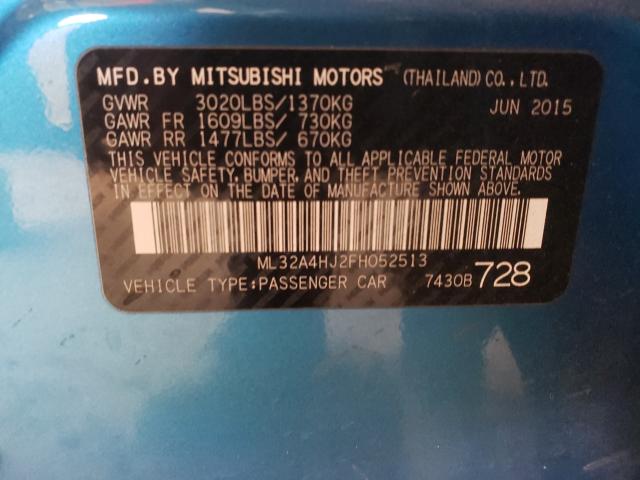 MFD. BY MITSUBISHI MOTORS (THAILAND) CO., LTD.
GVWR 3020LBS/1370KG JUN 2015
GAWR FR 1609LBS/ 730KG
GAWR RR 1477LBS/ 670KG
THIS VEHICLE CONFORMS TO ALL APPLICABLE FEDERAL MOTOR
VEHICLE SAFETY, BUMPER, AND THEFT PREVENTION STANDARDS
IN EFFECT ON THE DATE OF MANUFACTURE SHOWN ABOVE.
ML32A4HJ2FH052513
VEHICLE TYPE:PASSENGER CAR 7430B 728